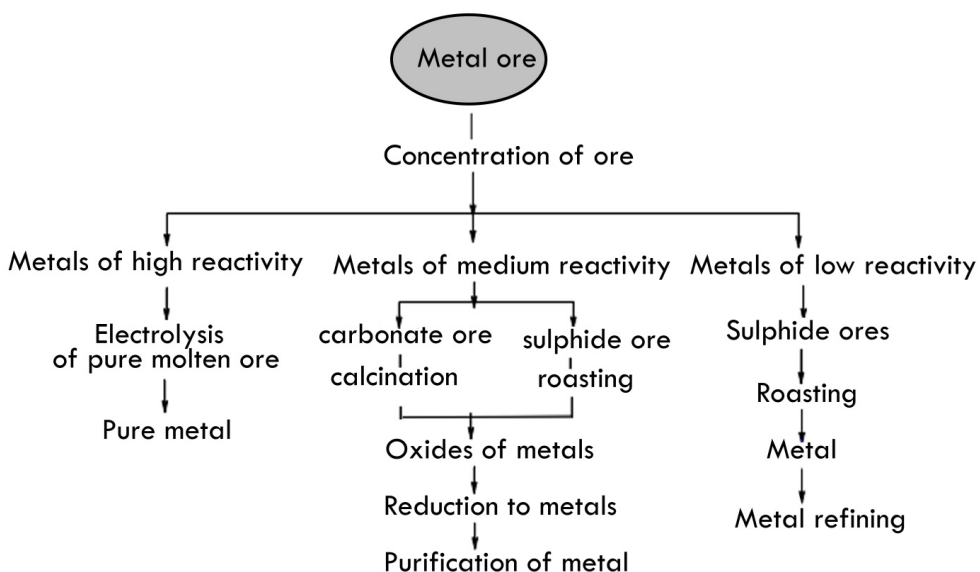 Metal ore
Concentration of ore
Metals of high reactivity
Electrolysis
of pure molten ore
Pure metal
Metals of medium reactivity
carbonate ore
calcination
sulphide ore
roasting
Oxides of metals
Reduction to metals
Purification of metal
Metals of low reactivity
Sulphide ores
Roasting
Metal
Metal refining